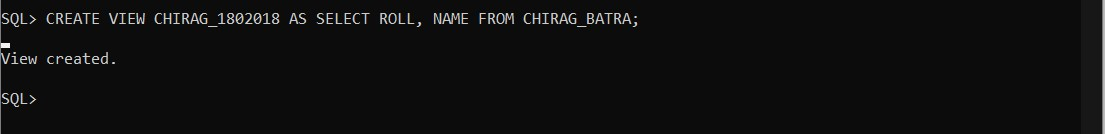 SQL> CREATE VIEW CHIRAG_1802018 AS SELECT ROLL, NAME FROM CHIRAG_BATRA;
View created.
SQL>